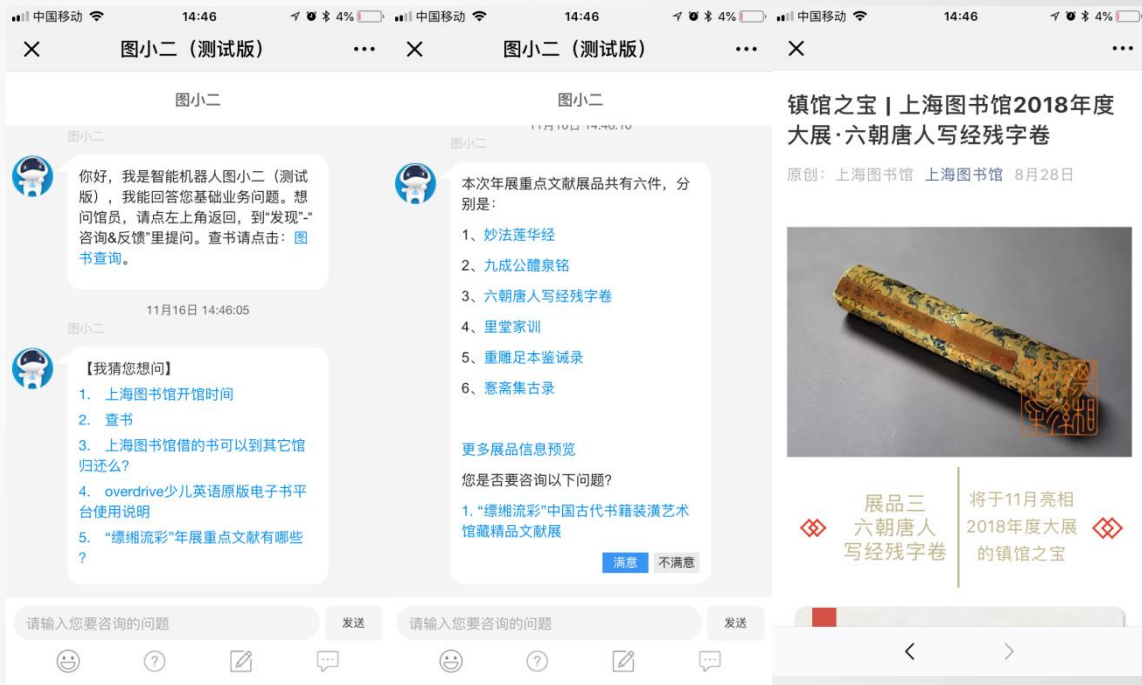 中国移动
14:46
4%
图小二（测试版）
图小二
图小二
你好，我是智能机器人图小二（测试
版），我能回答您基础业务问题。想
问馆员，请点左上角返回，到“发现”-“
咨询&反馈”里提问。查书请点击：图
书查询。
11月16日 14:46:05
图小二
【我猜您想问】
1. 上海图书馆开馆时间
2. 查书
3. 上海图书馆借的书可以到其它馆
归还么?
4. overdrive少儿英语原版电子书平
台使用说明
5. “缥缃流彩”年展重点文献有哪些
?
请输入您要咨询的问题
发送
中国移动
14:46
4%
图小二（测试版）
图小二
11月16日 14:46:16
图小二
本次年展重点文献展品共有六件，分
别是：
1、妙法莲华经
2、九成公醴泉铭
3、六朝唐人写经残字卷
4、里堂家训
5、重雕足本鉴诫录
6、愙斋集古录
更多展品信息预览
您是否要咨询以下问题?
1. “缥缃流彩”中国古代书籍装潢艺术
馆藏精品文献展
满意
不满意
请输入您要咨询的问题
发送
中国移动
14:46
4%
镇馆之宝 | 上海图书馆2018年度
大展·六朝唐人写经残字卷
原创：上海图书馆 上海图书馆 8月28日
展品三
六朝唐人
写经残字卷
将于11月亮相
2018年度大展
的镇馆之宝